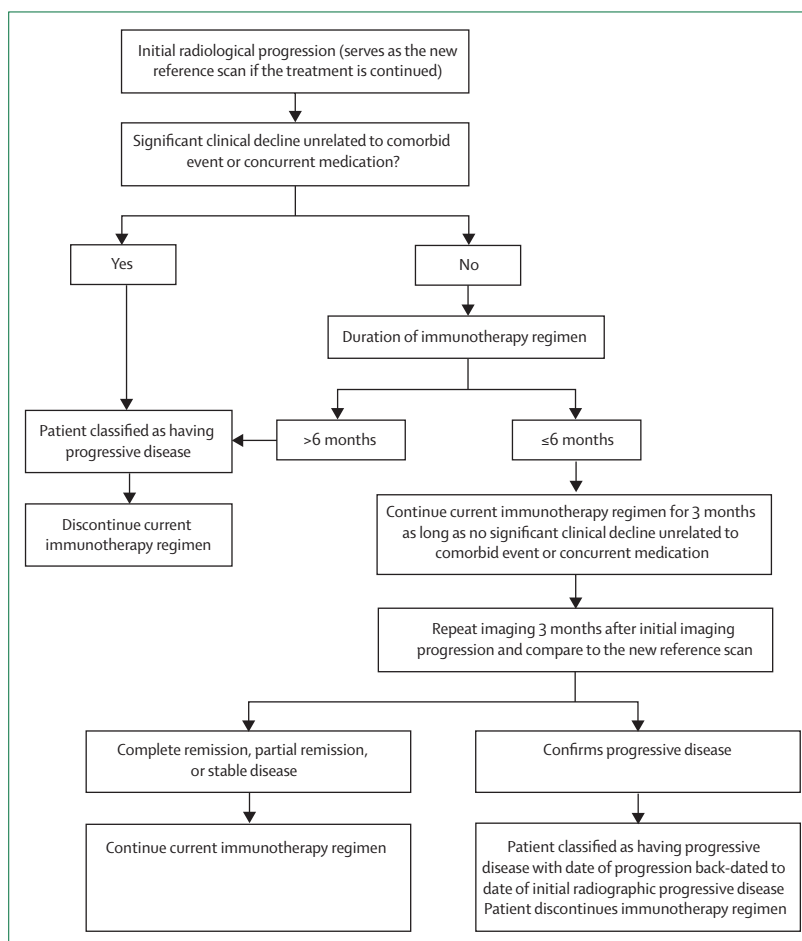 Initial radiological progression (serves as the new
reference scan if the treatment is continued)
Significant clinical decline unrelated to comorbid
event or concurrent medication?
Yes
No
Duration of immunotherapy regimen
Patient classified as having
progressive disease
>6 months
≤6 months
Discontinue current
immunotherapy regimen
Continue current immunotherapy regimen for 3 months
as long as no significant clinical decline unrelated to
comorbid event or concurrent medication
Repeat imaging 3 months after initial imaging
progression and compare to the new reference scan
Complete remission, partial remission,
or stable disease
Confirms progressive disease
Continue current immunotherapy regimen
Patient classified as having progressive
disease with date of progression back-dated to
date of initial radiographic progressive disease
Patient discontinues immunotherapy regimen